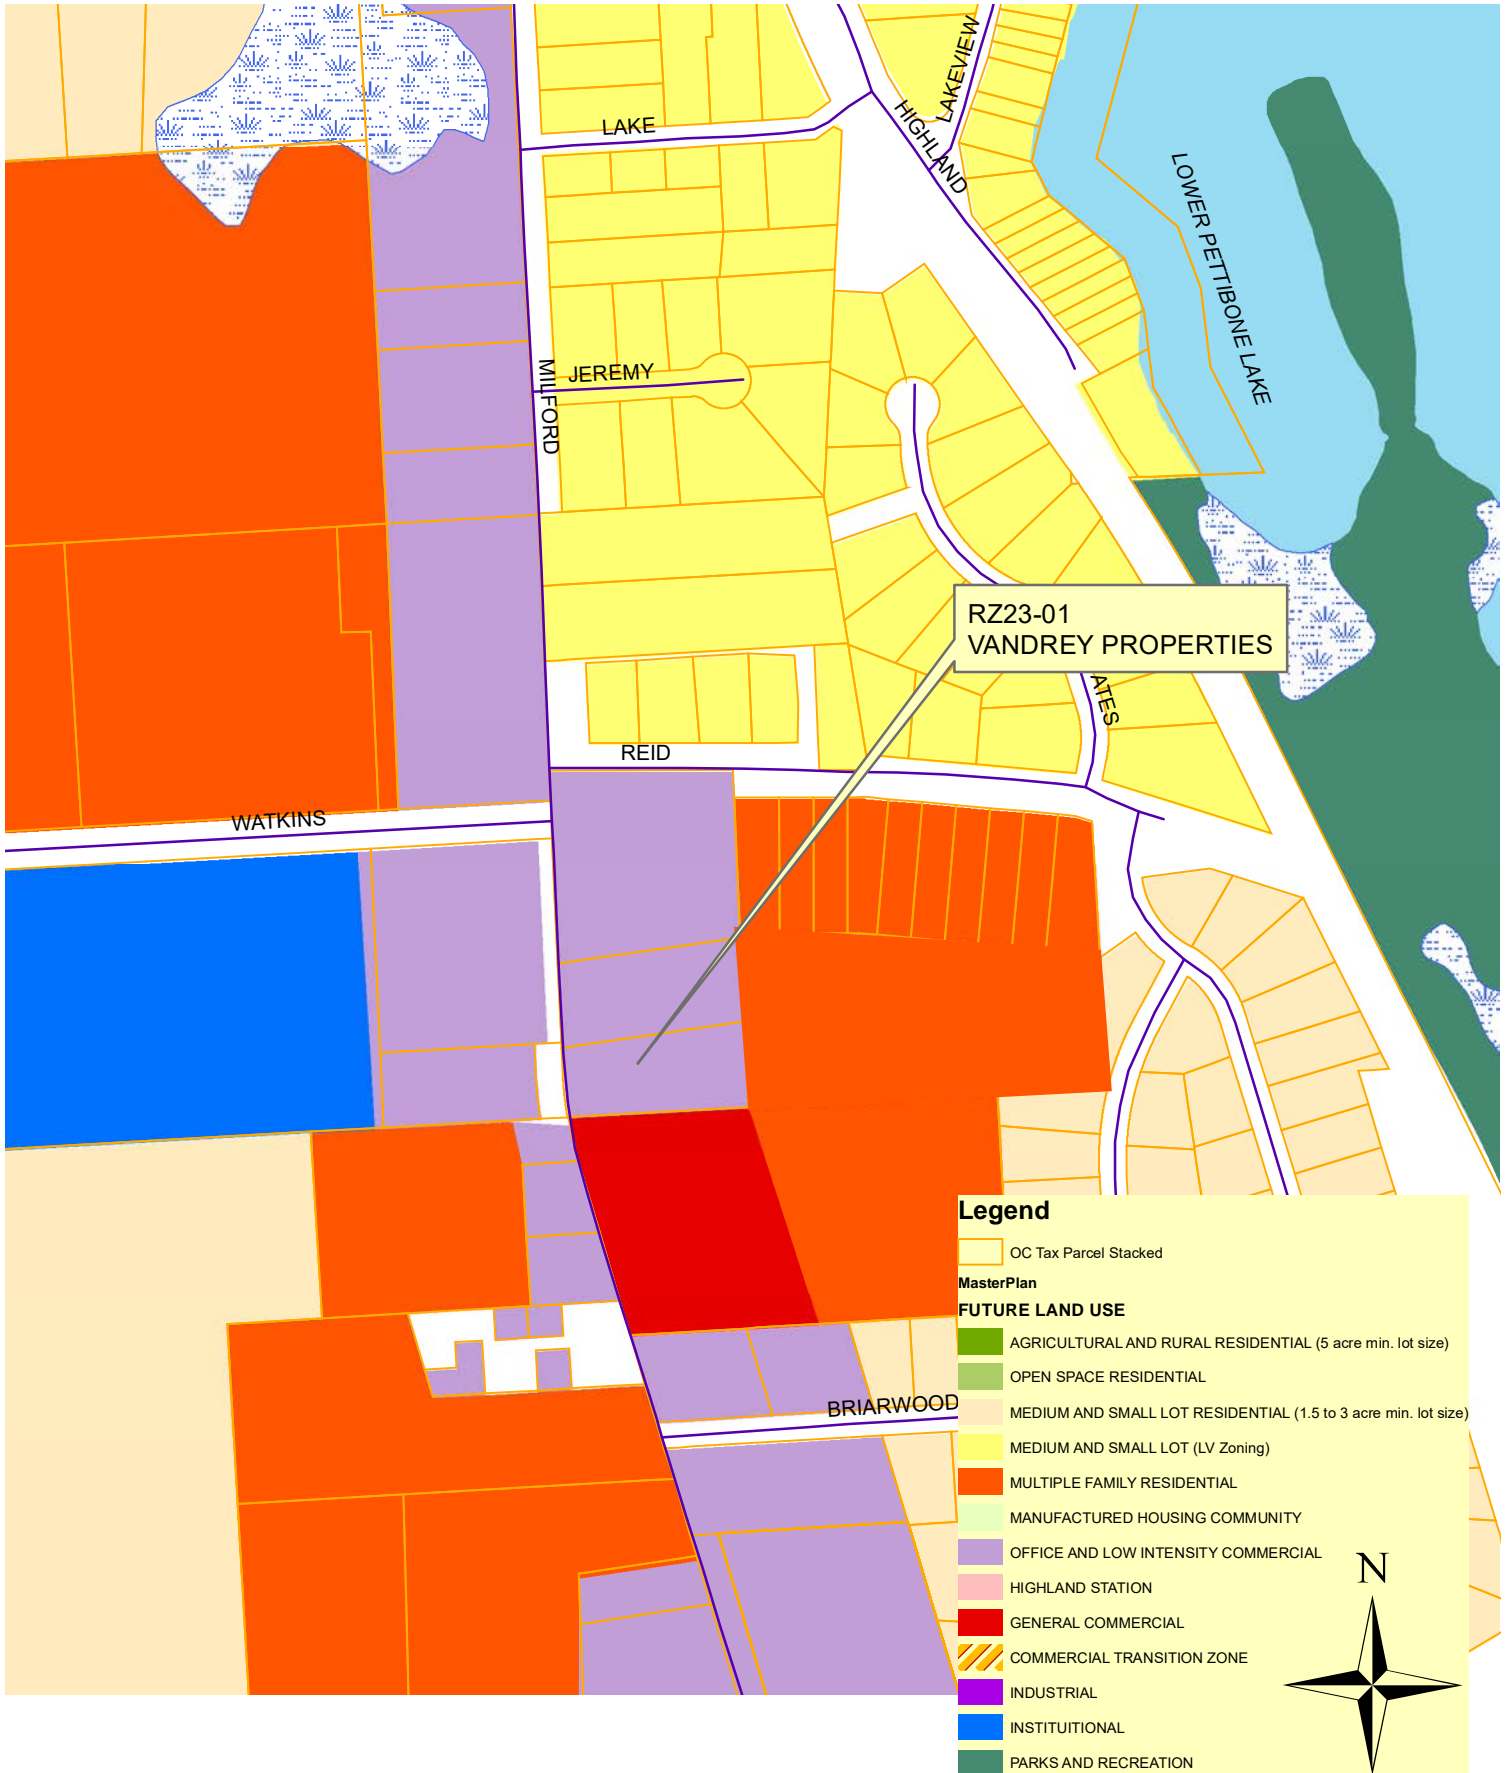 LAKE
HIGHLAND
LAKEVIEW
LOWER PETTIBONE LAKE
MILFORD
JEREMY
RZ23-01
VANDREY PROPERTIES
ATES
REID
WATKINS
BRIARWOOD
Legend
OC Tax Parcel Stacked
MasterPlan
FUTURE LAND USE
AGRICULTURAL AND RURAL RESIDENTIAL (5 acre min. lot size)
OPEN SPACE RESIDENTIAL
MEDIUM AND SMALL LOT RESIDENTIAL (1.5 to 3 acre min. lot size)
MEDIUM AND SMALL LOT (LV Zoning)
MULTIPLE FAMILY RESIDENTIAL
MANUFACTURED HOUSING COMMUNITY
OFFICE AND LOW INTENSITY COMMERCIAL
HIGHLAND STATION
GENERAL COMMERCIAL
COMMERCIAL TRANSITION ZONE
INDUSTRIAL
INSTITUITIONAL
PARKS AND RECREATION
N